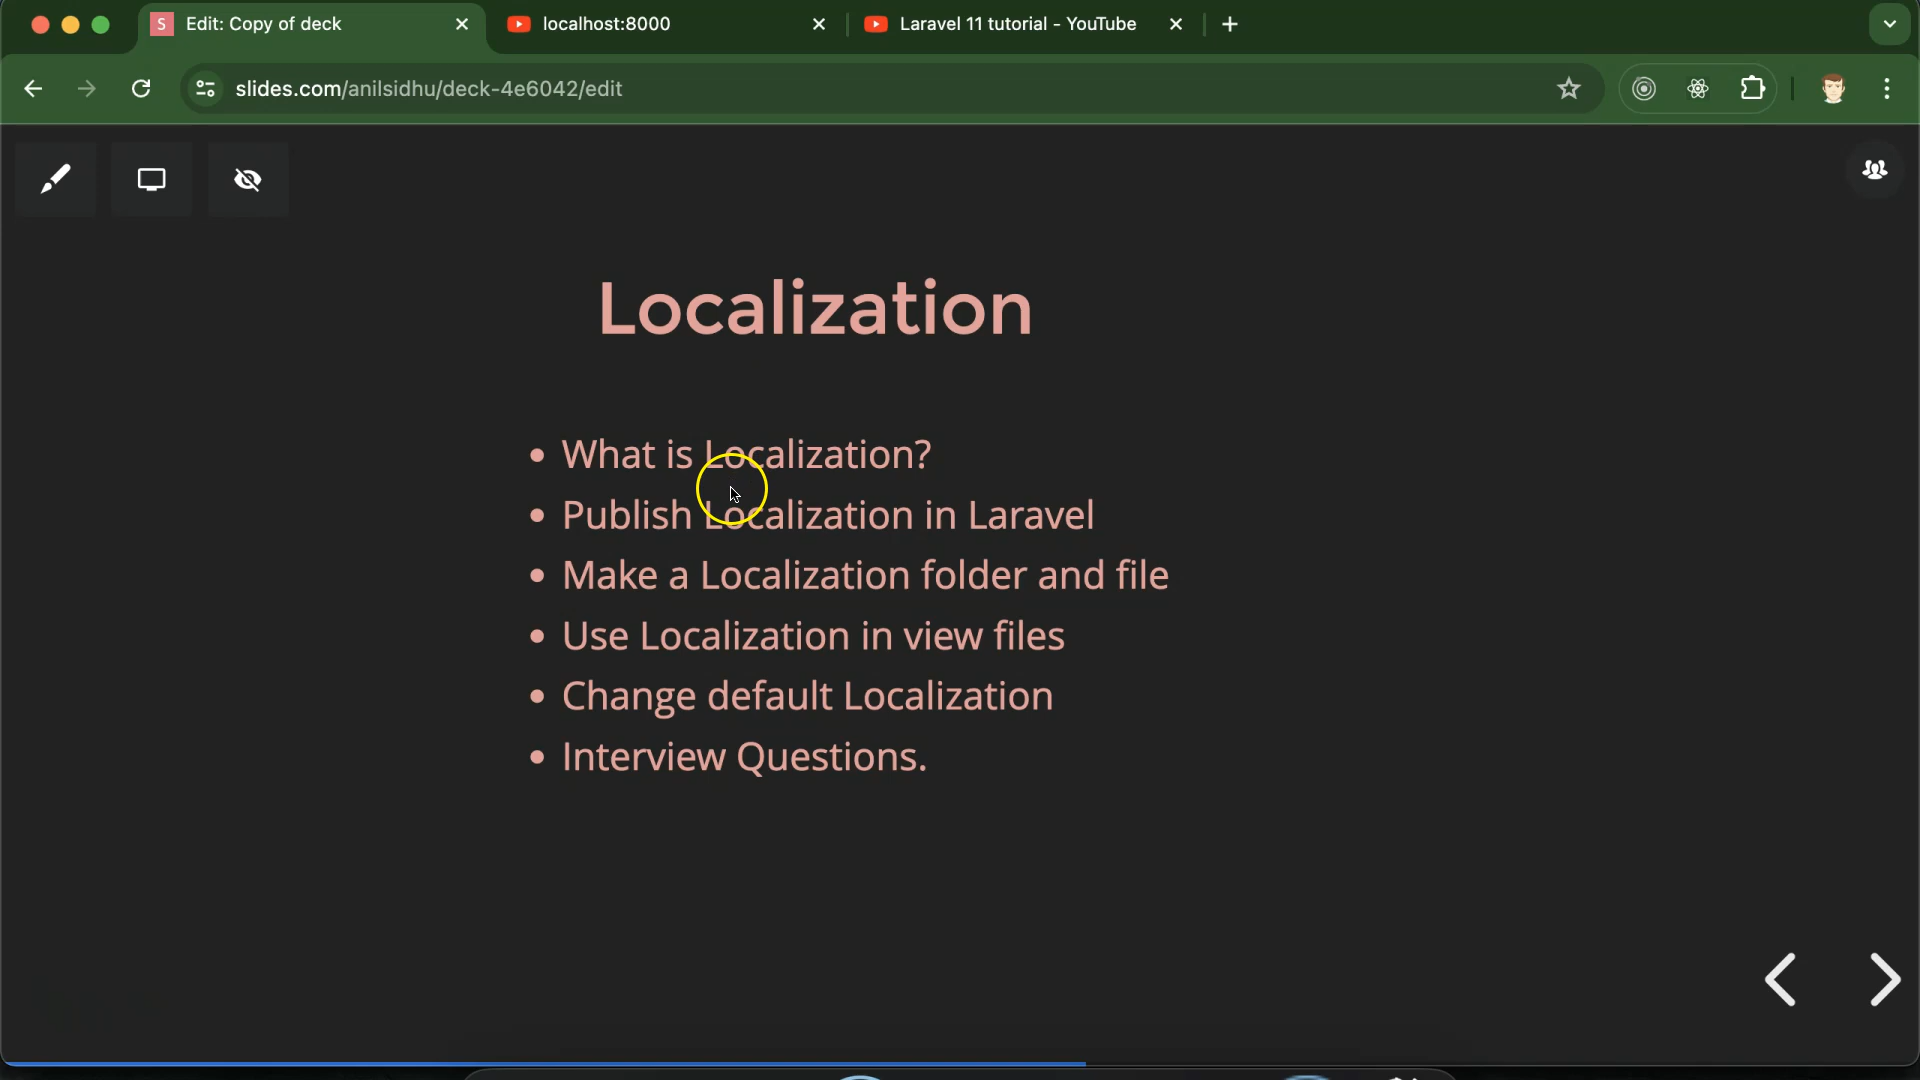 S Edit: Copy of deck
localhost:8000
Laravel 11 tutorial - YouTube
slides.com/anilsidhu/deck-4e6042/edit
Localization
• What is Localization?
• Publish Localization in Laravel
• Make a Localization folder and file
• Use Localization in view files
• Change default Localization
• Interview Questions.